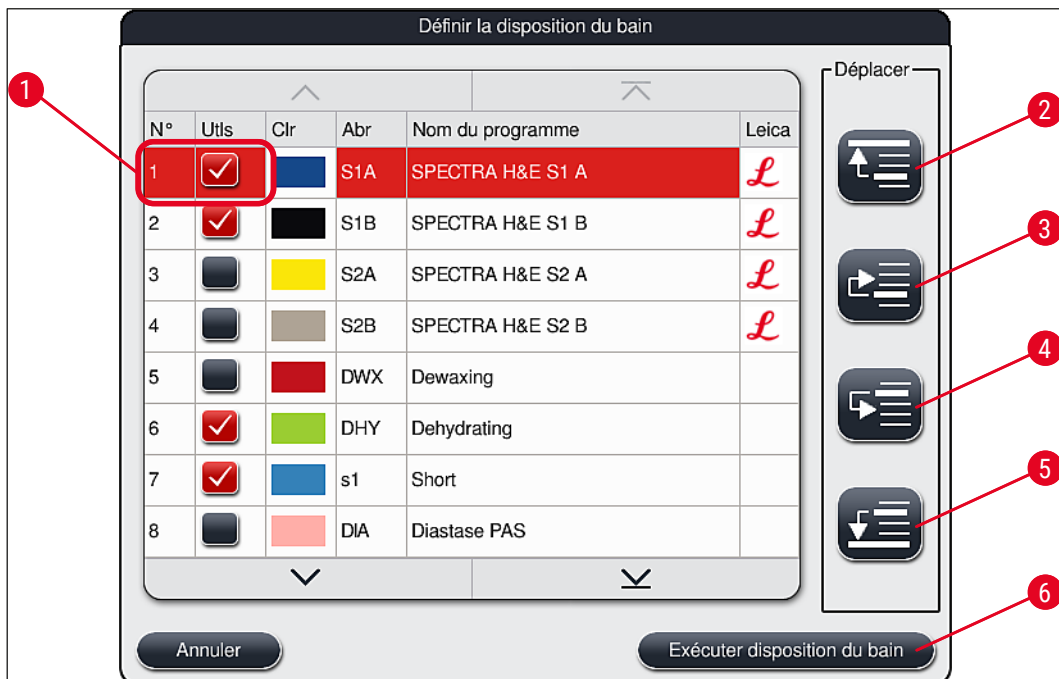 Définir la disposition du bain
Déplacer
N° Utls Clr Abr Nom du programme Leica
1 S1A SPECTRA H&E S1 A
2 S1B SPECTRA H&E S1 B
3 S2A SPECTRA H&E S2 A
4 S2B SPECTRA H&E S2 B
5 DWX Dewaxing
6 DHY Dehydrating
7 s1 Short
8 DIA Diastase PAS
Annuler
Exécuter disposition du bain
1
2
3
4
5
6